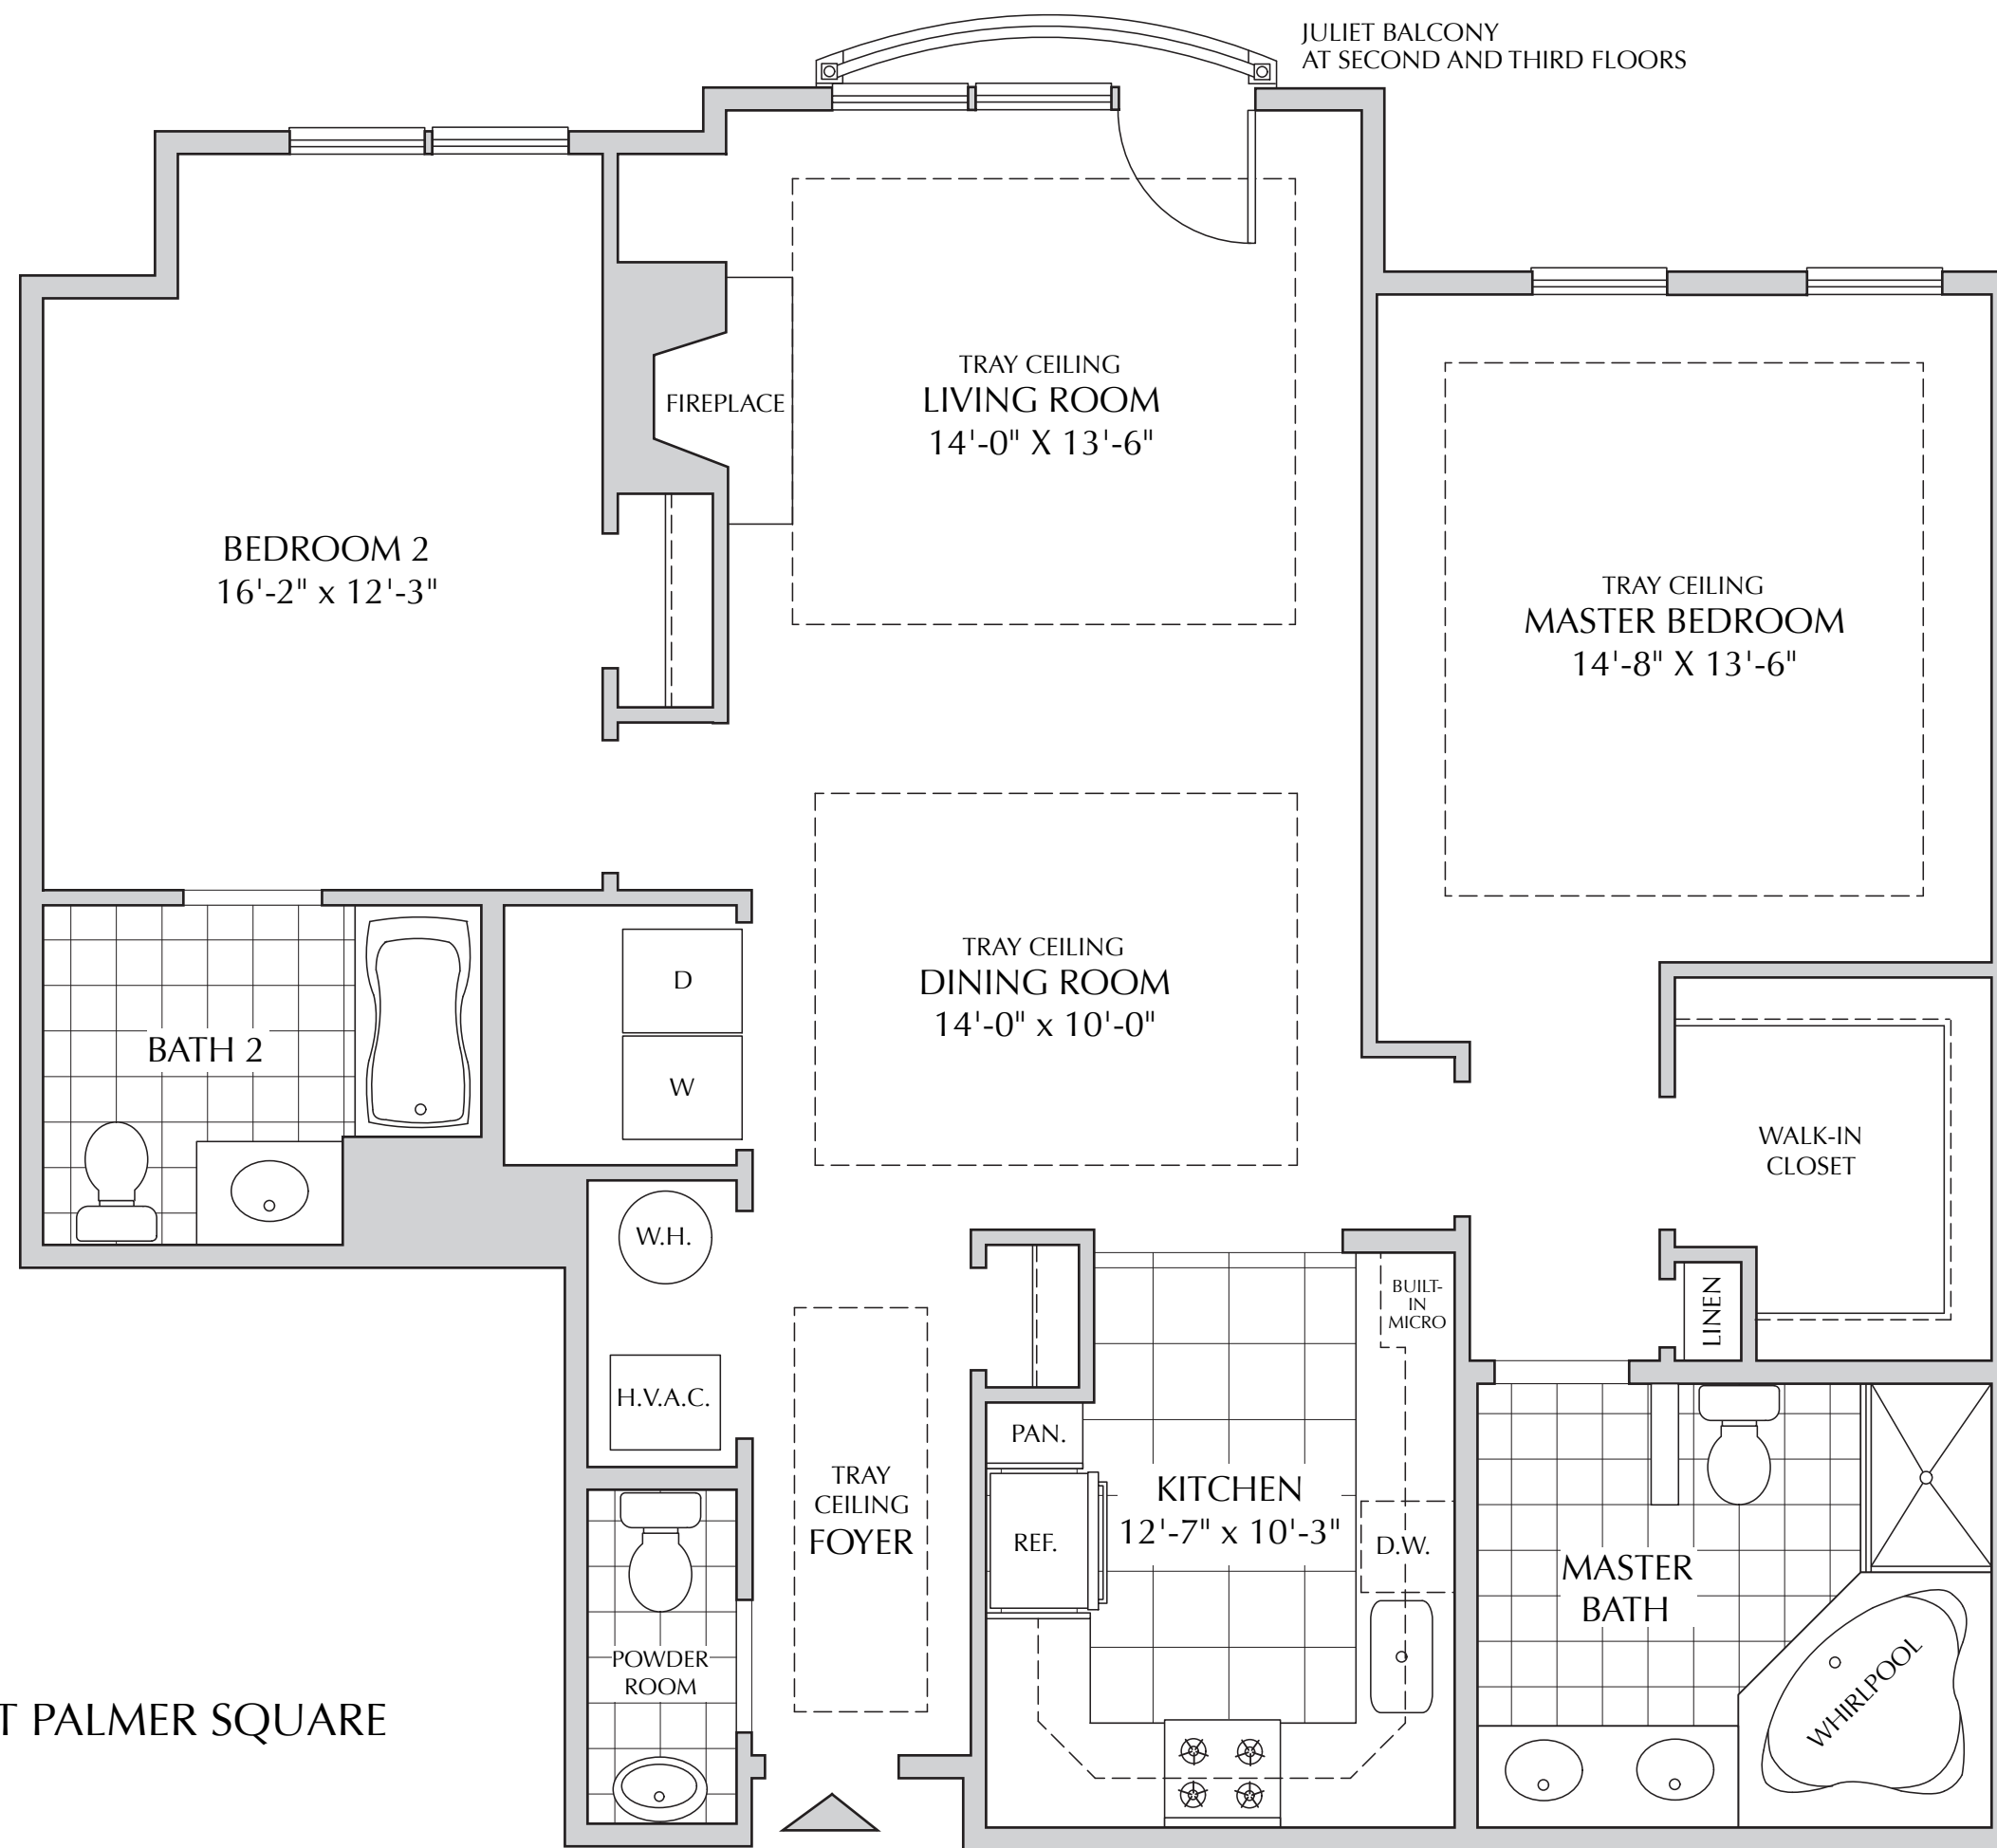 JULIET BALCONY
AT SECOND AND THIRD FLOORS
TRAY CEILING
LIVING ROOM
14'-0" X 13'-6"
FIREPLACE
BEDROOM 2
16'-2" x 12'-3"
TRAY CEILING
MASTER BEDROOM
14'-8" X 13'-6"
TRAY CEILING
DINING ROOM
14'-0" x 10'-0"
D
W
BATH 2
WALK-IN
CLOSET
W.H.
H.V.A.C.
BUILT-
IN
MICRO
LINEN
PAN.
REF.
KITCHEN
12'-7" x 10'-3"
D.W.
TRAY
CEILING
FOYER
MASTER
BATH
WHIRLPOOL
POWDER
ROOM
T PALMER SQUARE